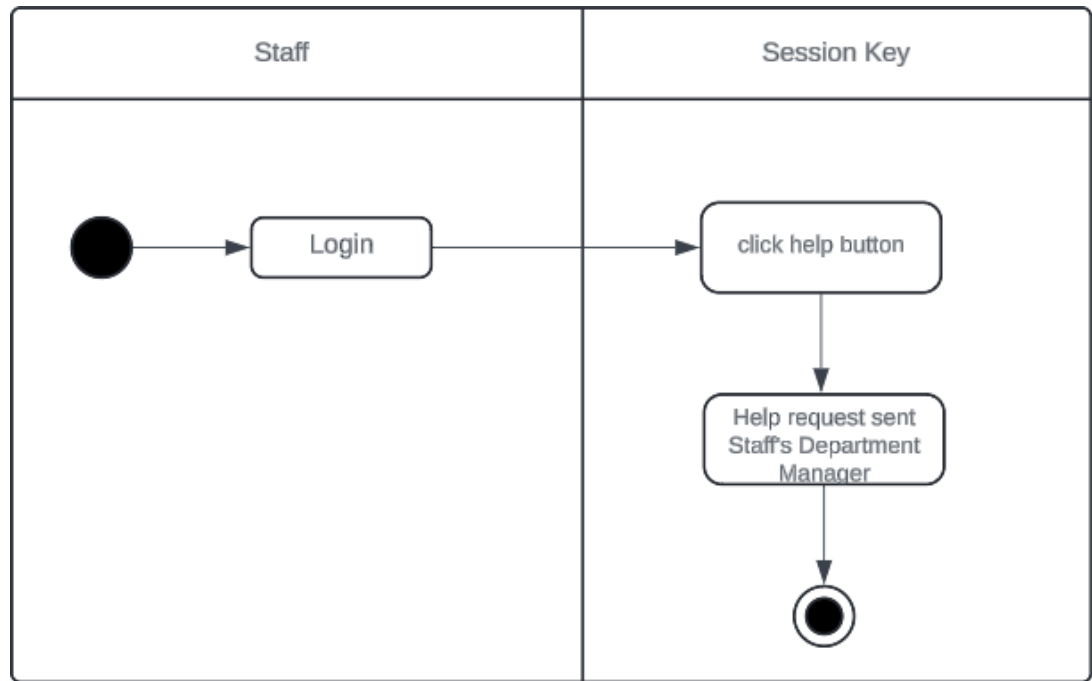 Staff
Session Key
Login
click help button
Help request sent
Staff's Department
Manager